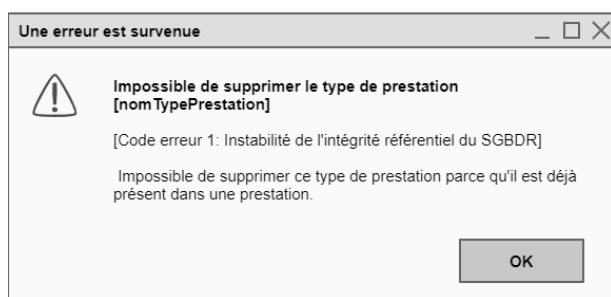 Une erreur est survenue
Impossible de supprimer le type de prestation
[nomTypePrestation]
[Code erreur 1: Instabilité de l'intégrité référentiel du SGBDR]
Impossible de supprimer ce type de prestation parce qu'il est déjà
présent dans une prestation.
OK